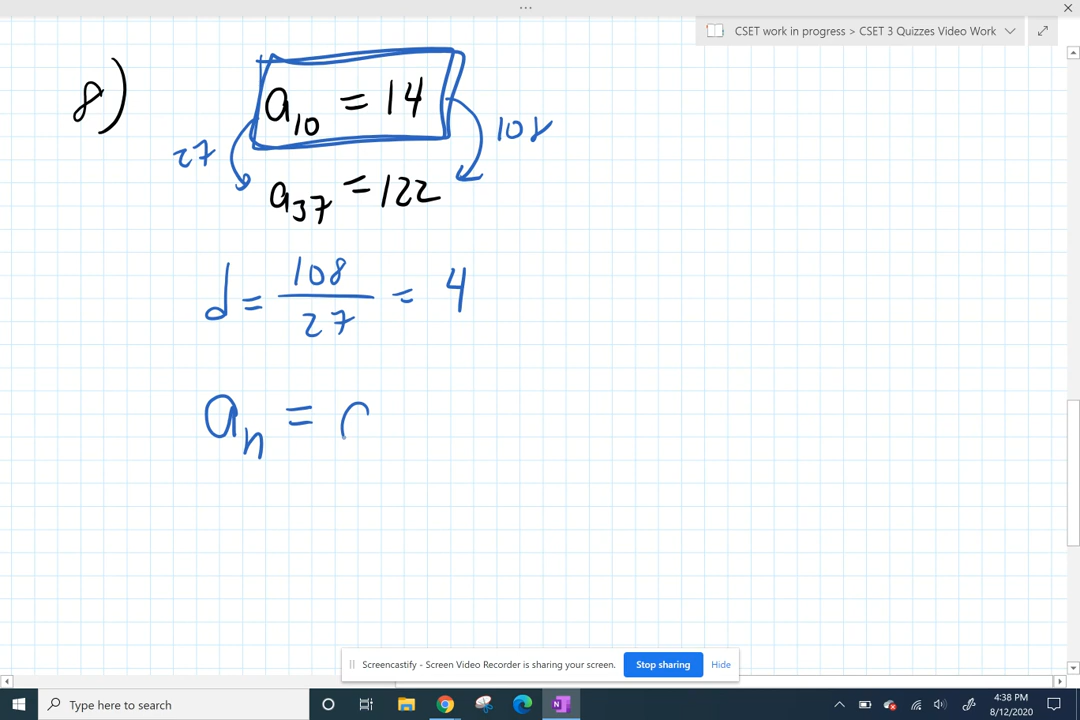 CSET work in progress > CSET 3 Quizzes Video Work
8)
a₁₀ = 14
27
108
a₃₇ = 122
d = 108/27 = 4
aₙ =
Screencastify - Screen Video Recorder is sharing your screen. Stop sharing Hide
Type here to search
4:38 PM
8/12/2020